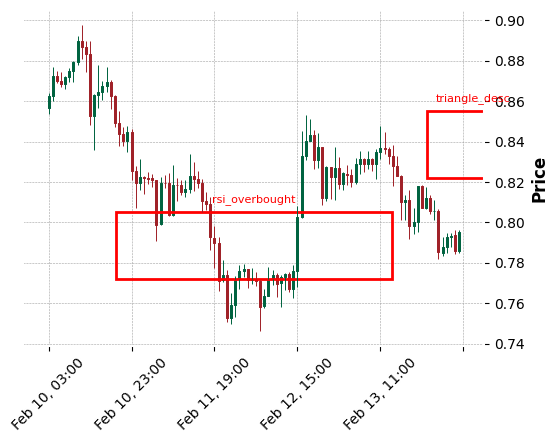 0.90
0.88
triangle_desc
0.86
0.84
0.82
rsi_overbought
0.80
0.78
0.76
0.74
Price
Feb 10, 03:00
Feb 10, 23:00
Feb 11, 19:00
Feb 12, 15:00
Feb 13, 11:00